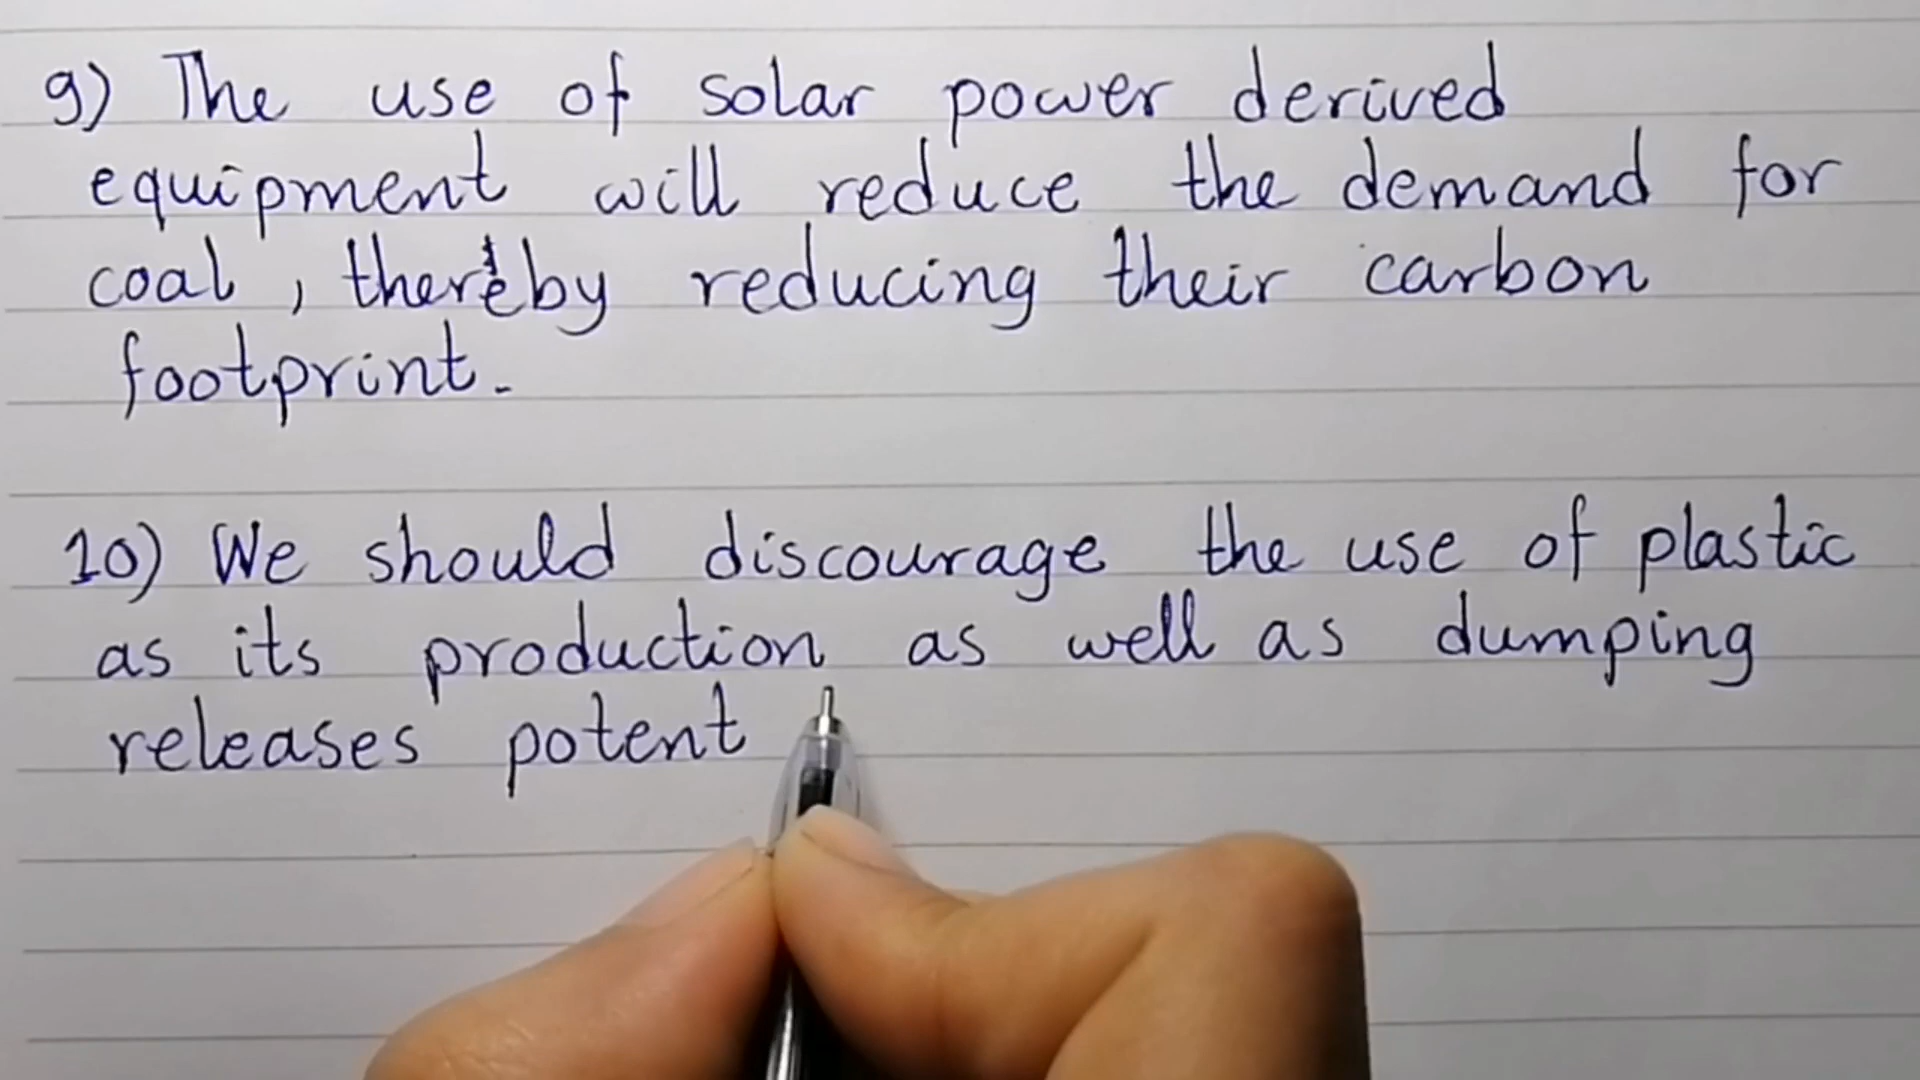 9) The use of solar power derived
equipment will reduce the demand for
coal, thereby reducing their carbon
footprint.
10) We should discourage the use of plastic
as its production as well as dumping
releases potent